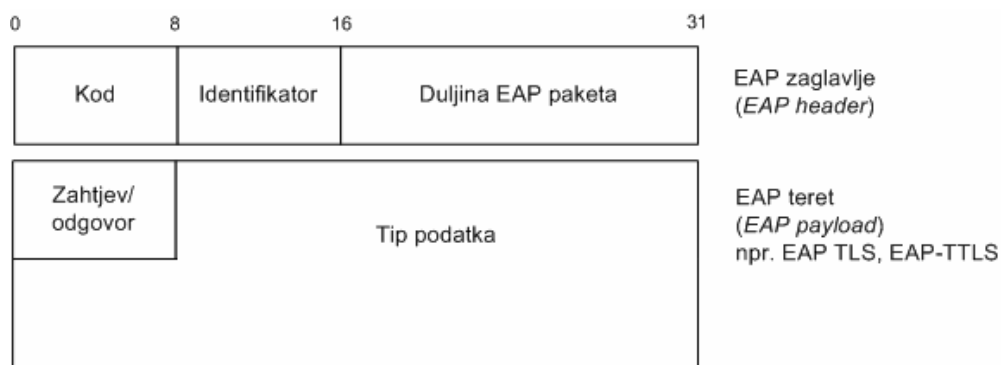 0 8 16 31
Kod Identifikator Duljina EAP paketa
EAP zaglavlje
(EAP header)
Zahtjev/
odgovor
Tip podatka
EAP teret
(EAP payload)
npr. EAP TLS, EAP-TTLS